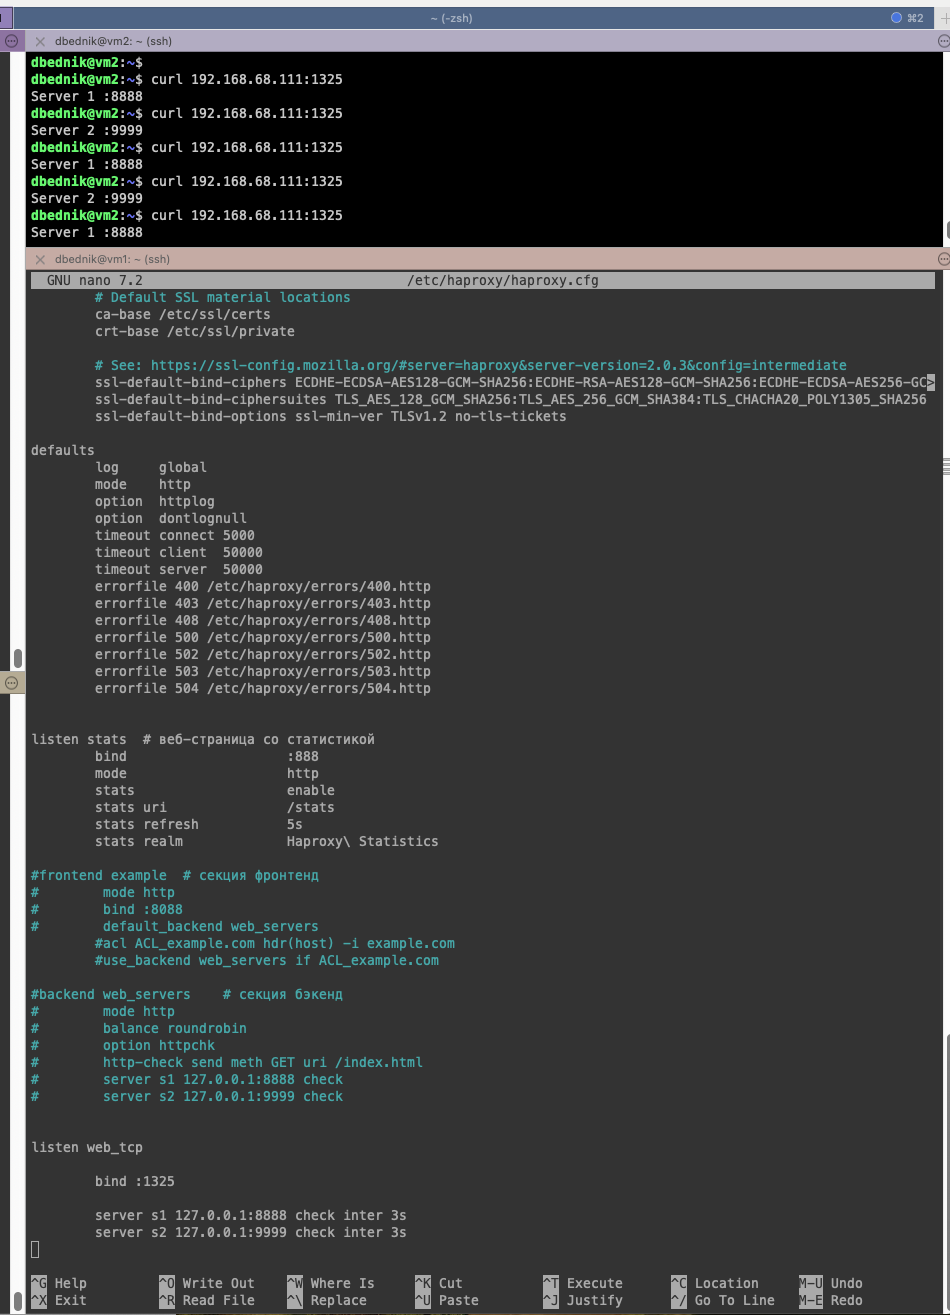 ~ (-zsh)
⌘2
dbednik@vm2: ~ (ssh)
dbednik@vm2:~$
dbednik@vm2:~$ curl 192.168.68.111:1325
Server 1 :8888
dbednik@vm2:~$ curl 192.168.68.111:1325
Server 2 :9999
dbednik@vm2:~$ curl 192.168.68.111:1325
Server 1 :8888
dbednik@vm2:~$ curl 192.168.68.111:1325
Server 2 :9999
dbednik@vm2:~$ curl 192.168.68.111:1325
Server 1 :8888
dbednik@vm1: ~ (ssh)
GNU nano 7.2 /etc/haproxy/haproxy.cfg
# Default SSL material locations
ca-base /etc/ssl/certs
crt-base /etc/ssl/private
# See: https://ssl-config.mozilla.org/#server=haproxy&server-version=2.0.3&config=intermediate
ssl-default-bind-ciphers ECDHE-ECDSA-AES128-GCM-SHA256:ECDHE-RSA-AES128-GCM-SHA256:ECDHE-ECDSA-AES256-GC>
ssl-default-bind-ciphersuites TLS_AES_128_GCM_SHA256:TLS_AES_256_GCM_SHA384:TLS_CHACHA20_POLY1305_SHA256
ssl-default-bind-options ssl-min-ver TLSv1.2 no-tls-tickets
defaults
log global
mode http
option httplog
option dontlognull
timeout connect 5000
timeout client 50000
timeout server 50000
errorfile 400 /etc/haproxy/errors/400.http
errorfile 403 /etc/haproxy/errors/403.http
errorfile 408 /etc/haproxy/errors/408.http
errorfile 500 /etc/haproxy/errors/500.http
errorfile 502 /etc/haproxy/errors/502.http
errorfile 503 /etc/haproxy/errors/503.http
errorfile 504 /etc/haproxy/errors/504.http
listen stats # веб-страница со статистикой
bind :888
mode http
stats enable
stats uri /stats
stats refresh 5s
stats realm Haproxy\ Statistics
#frontend example # секция фронтенд
# mode http
# bind :8088
# default_backend web_servers
#acl ACL_example.com hdr(host) -i example.com
#use_backend web_servers if ACL_example.com
#backend web_servers # секция бэкенд
# mode http
# balance roundrobin
# option httpchk
# http-check send meth GET uri /index.html
# server s1 127.0.0.1:8888 check
# server s2 127.0.0.1:9999 check
listen web_tcp
bind :1325
server s1 127.0.0.1:8888 check inter 3s
server s2 127.0.0.1:9999 check inter 3s
^G Help ^O Write Out ^W Where Is ^K Cut ^T Execute ^C Location M-U Undo
^X Exit ^R Read File ^\ Replace ^U Paste ^J Justify ^/ Go To Line M-E Redo